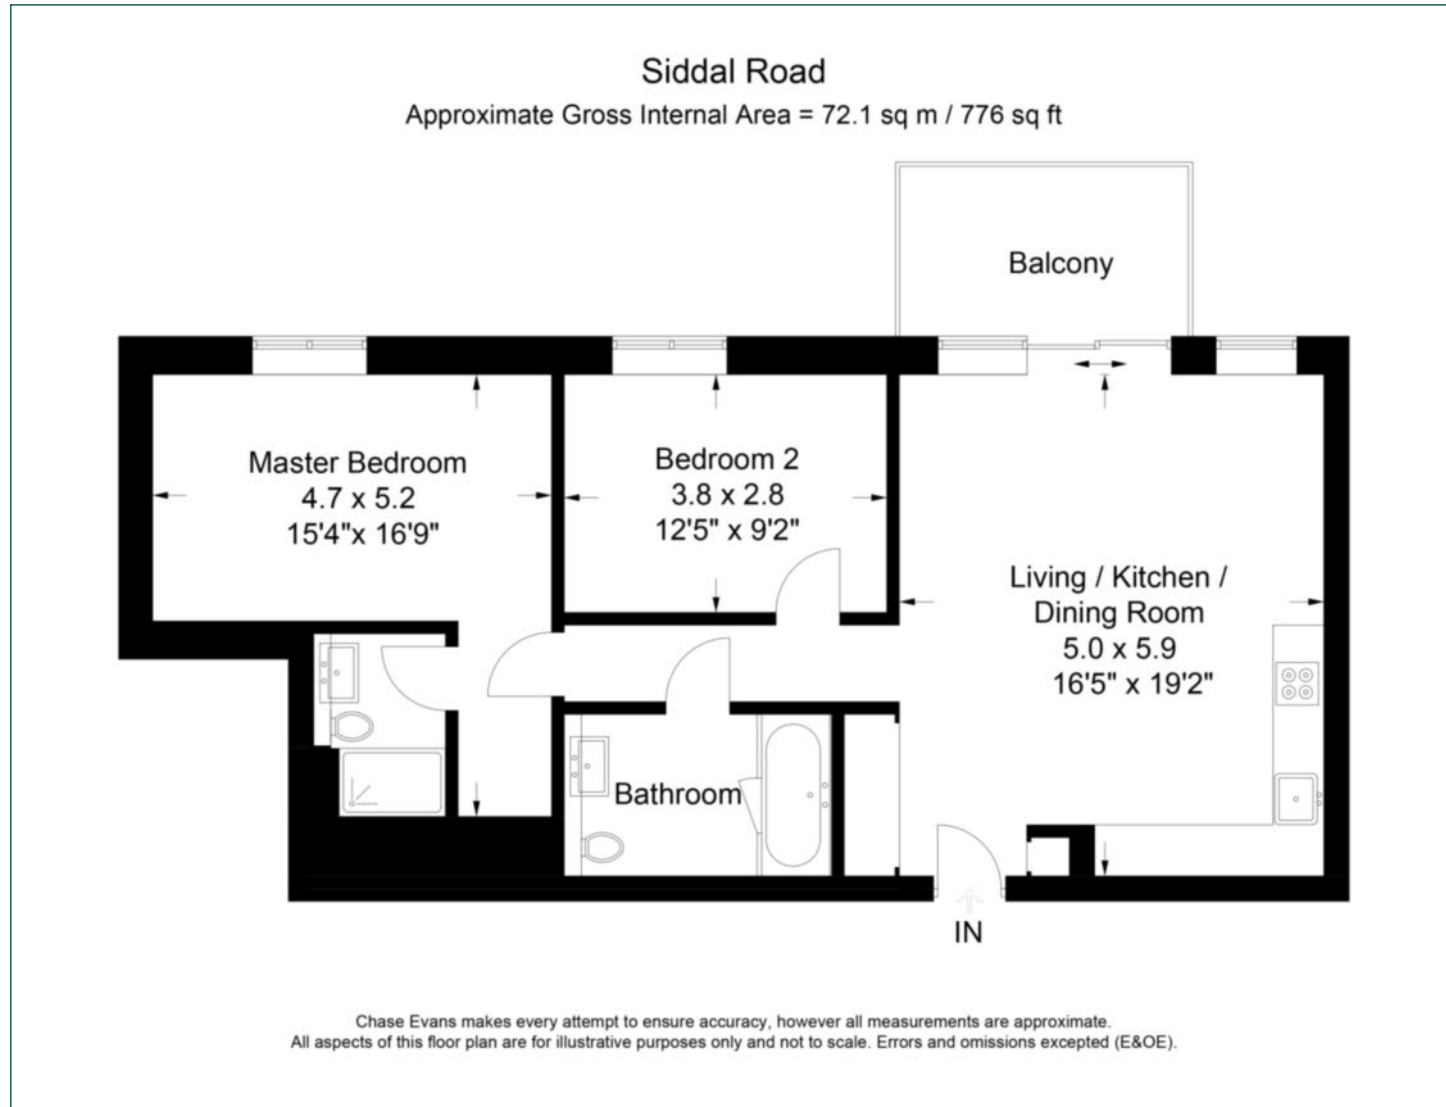 Siddal Road
Approximate Gross Internal Area = 72.1 sq m / 776 sq ft
Balcony
Master Bedroom
4.7 x 5.2
15'4"x 16'9"
Bedroom 2
3.8 x 2.8
12'5" x 9'2"
Living / Kitchen /
Dining Room
5.0 x 5.9
16'5" x 19'2"
Bathroom
IN
Chase Evans makes every attempt to ensure accuracy, however all measurements are approximate.
All aspects of this floor plan are for illustrative purposes only and not to scale. Errors and omissions excepted (E&OE).